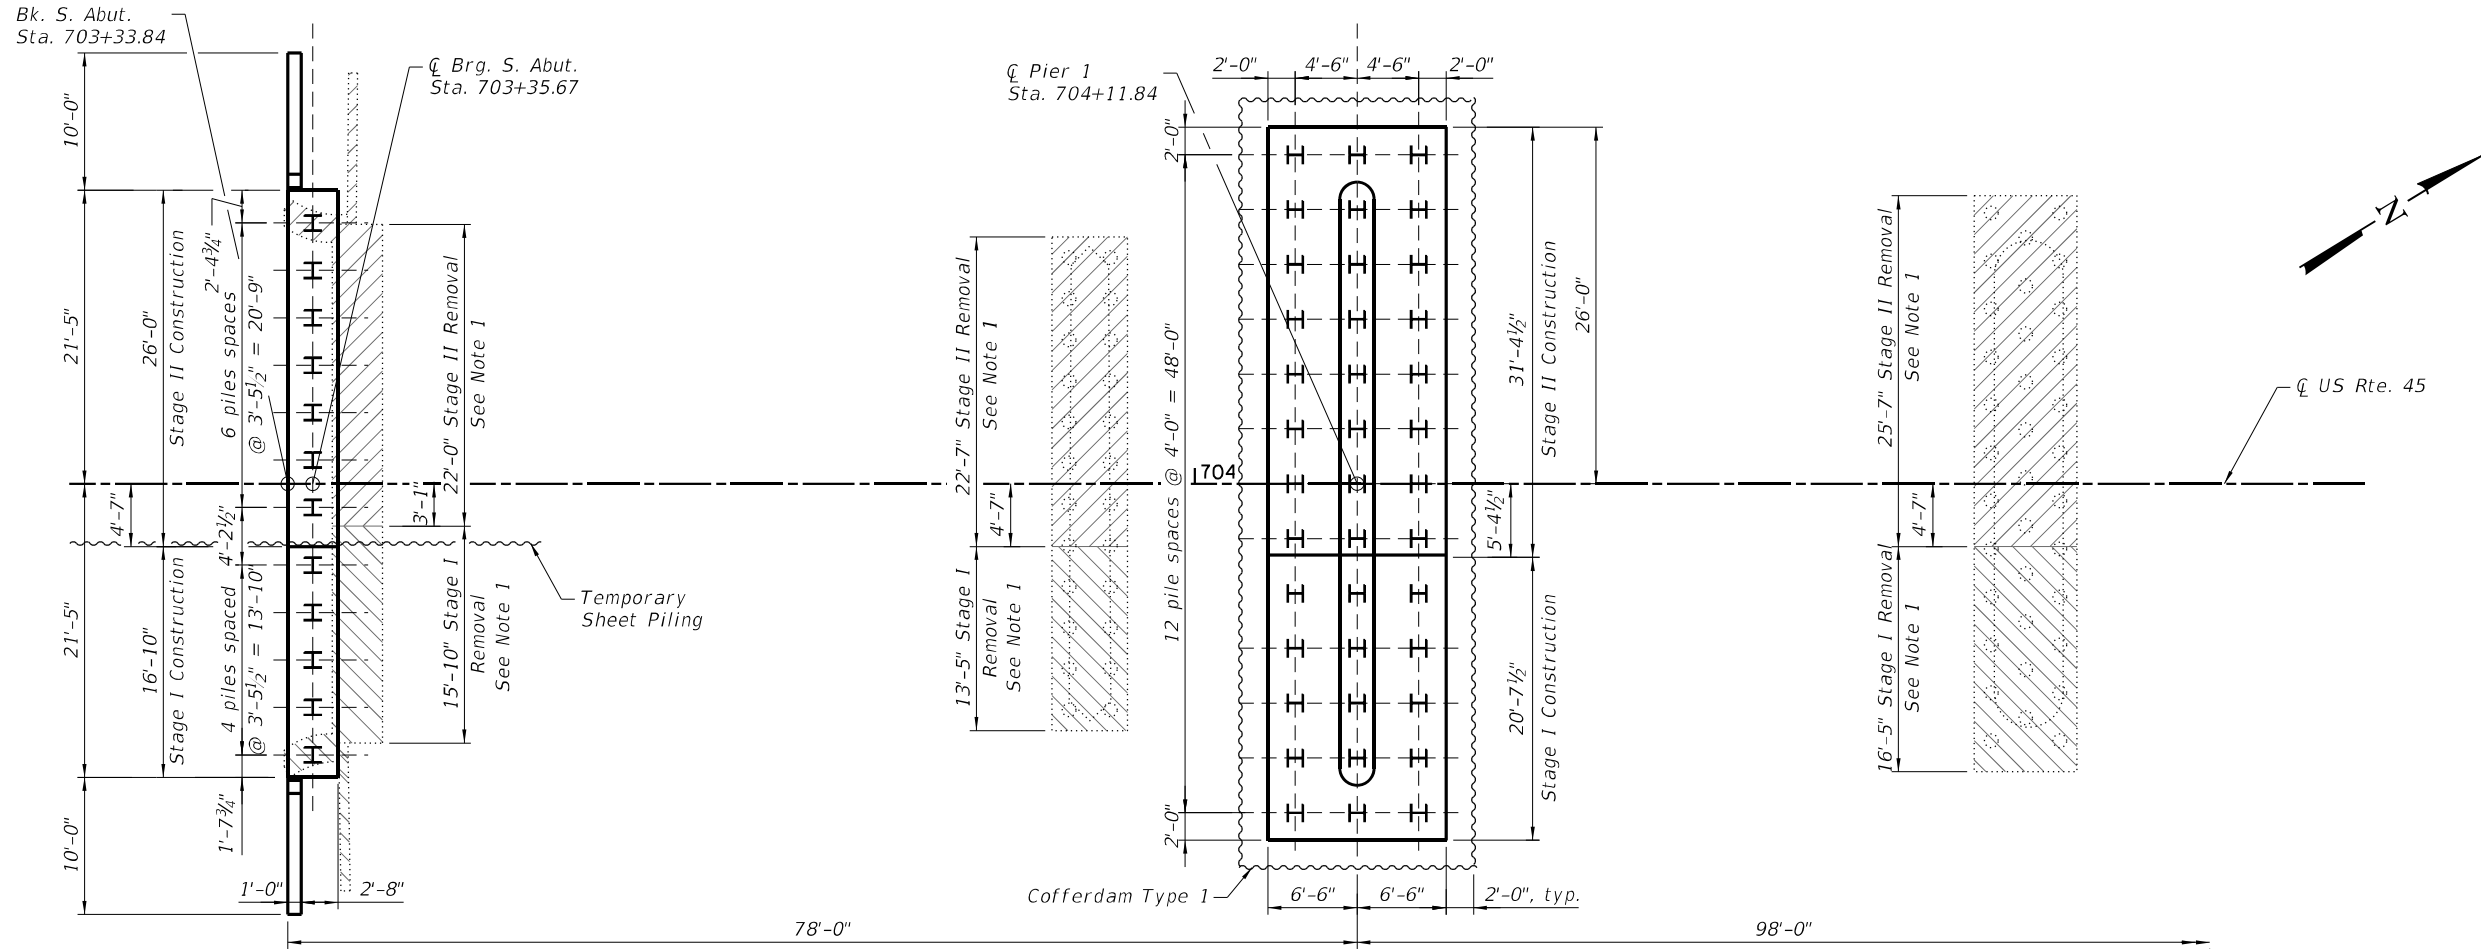 Bk. S. Abut.
Sta. 703+33.84
℄ Brg. S. Abut.
Sta. 703+35.67
10'-0"
21'-5"
21'-5"
10'-0"
26'-0"
Stage II Construction
16'-10"
Stage I Construction
4'-7"
2'-4¾"
6 piles spaces
@ 3'-5½" = 20'-9"
4'-2½"
4 piles spaced
@ 3'-5½" = 13'-10"
1'-7¾"
1'-0"
2'-8"
22'-0" Stage II Removal
See Note 1
3'-1"
15'-10" Stage I
Removal
See Note 1
Temporary
Sheet Piling
22'-7" Stage II Removal
See Note 1
4'-7"
13'-5" Stage I
Removal
See Note 1
℄ Pier 1
Sta. 704+11.84
2'-0"
4'-6"
4'-6"
2'-0"
2'-0"
12 pile spaces @ 4'-0" = 48'-0"
2'-0"
704
31'-4½"
Stage II Construction
26'-0"
5'-4½"
20'-7½"
Stage I Construction
Cofferdam Type 1
6'-6"
6'-6"
2'-0", typ.
78'-0"
98'-0"
25'-7" Stage II Removal
See Note 1
4'-7"
16'-5" Stage I Removal
See Note 1
℄ US Rte. 45
N